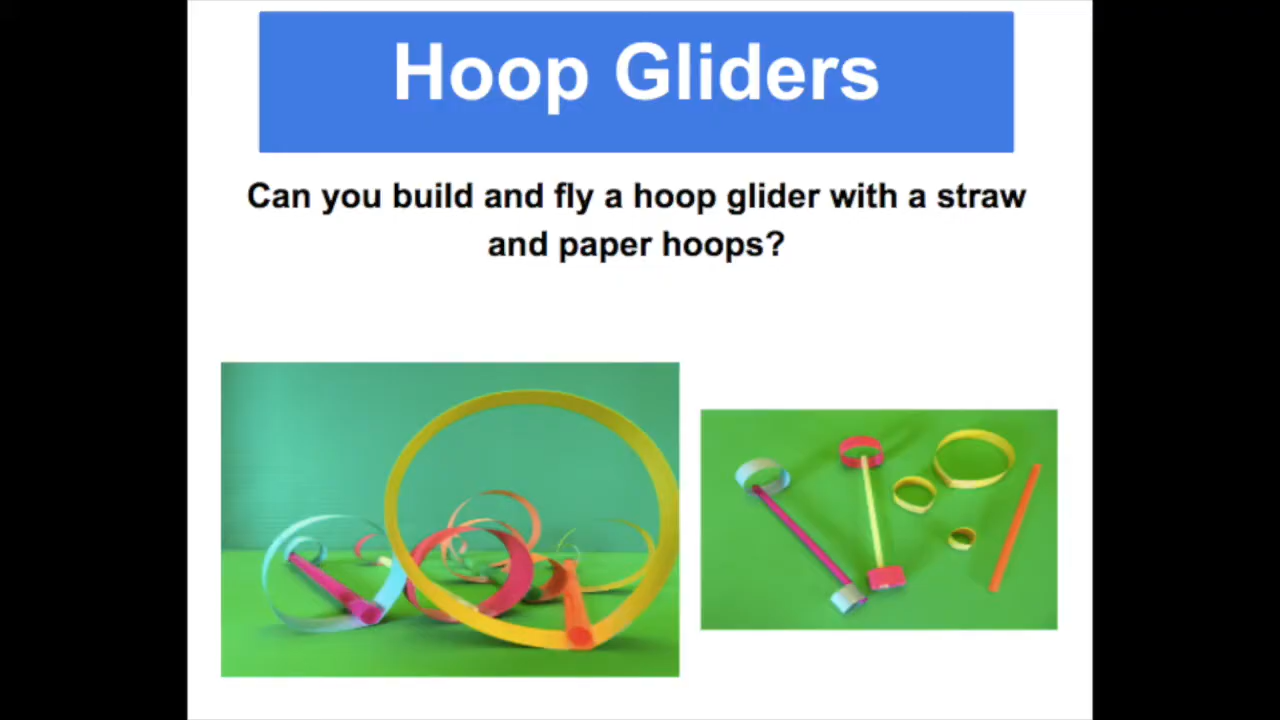 Hoop Gliders
Can you build and fly a hoop glider with a straw
and paper hoops?